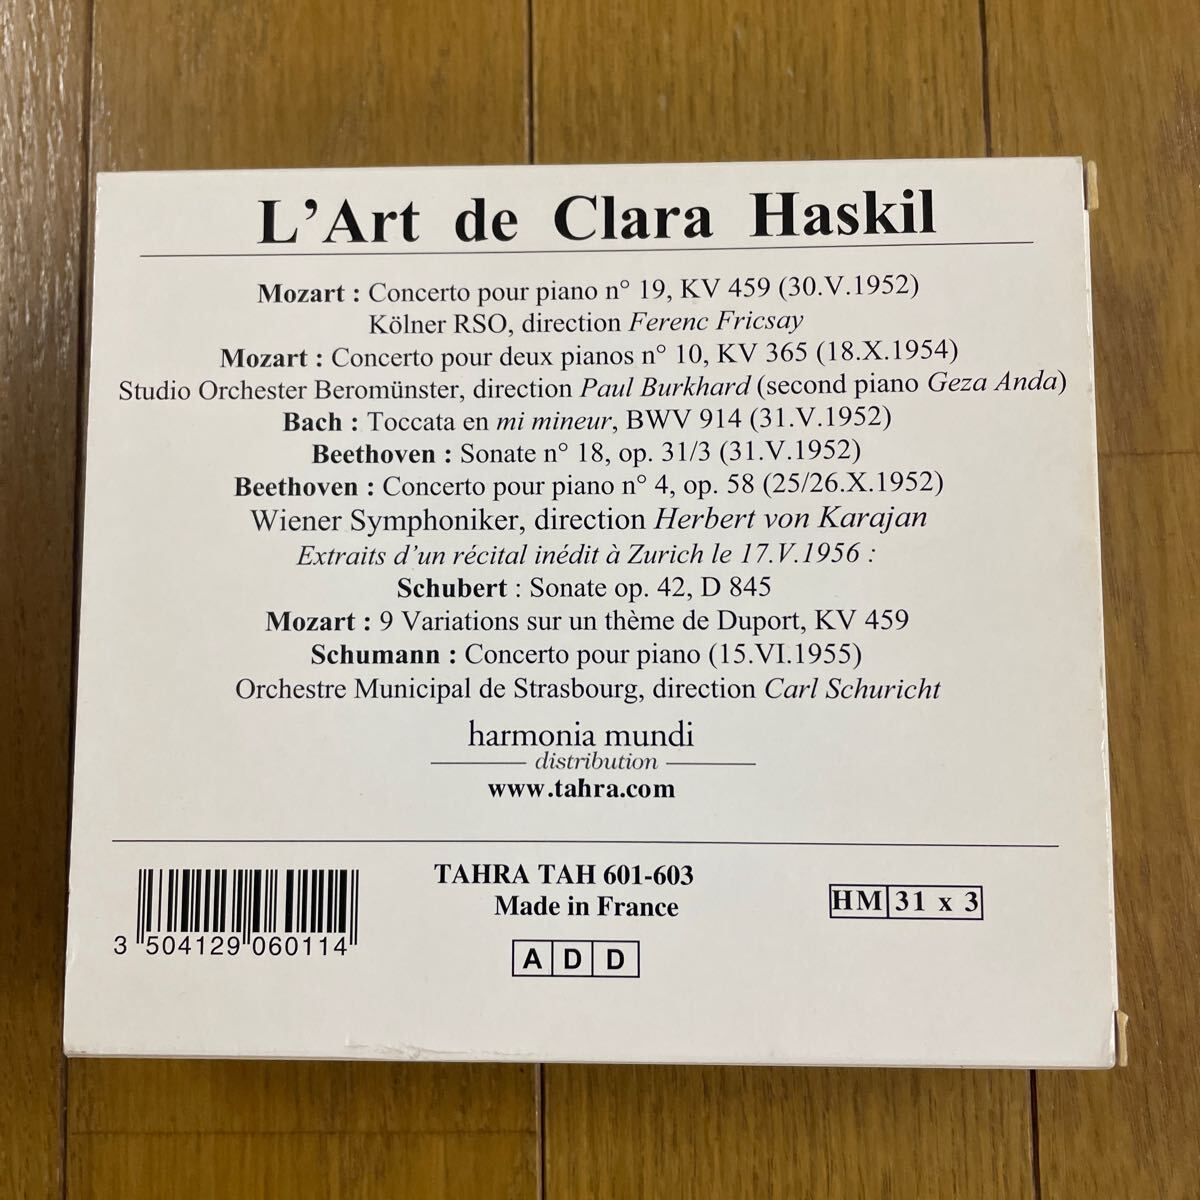 L'Art de Clara Haskil
Mozart : Concerto pour piano n° 19, KV 459 (30.V.1952)
Kölner RSO, direction Ferenc Fricsay
Mozart : Concerto pour deux pianos n° 10, KV 365 (18.X.1954)
Studio Orchester Beromünster, direction Paul Burkhard (second piano Geza Anda)
Bach : Toccata en mi mineur, BWV 914 (31.V.1952)
Beethoven : Sonate n° 18, op. 31/3 (31.V.1952)
Beethoven : Concerto pour piano n° 4, op. 58 (25/26.X.1952)
Wiener Symphoniker, direction Herbert von Karajan
Extraits d'un récital inédit à Zurich le 17.V.1956 :
Schubert : Sonate op. 42, D 845
Mozart : 9 Variations sur un thème de Duport, KV 459
Schumann : Concerto pour piano (15.VI.1955)
Orchestre Municipal de Strasbourg, direction Carl Schuricht
harmonia mundi
distribution
www.tahra.com
TAHRA TAH 601-603
Made in France
HM 31 x 3
3 504129 060114
A D D